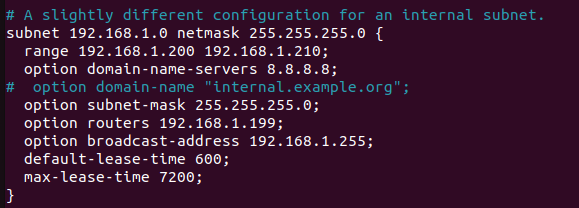 # A slightly different configuration for an internal subnet.
subnet 192.168.1.0 netmask 255.255.255.0 {
  range 192.168.1.200 192.168.1.210;
  option domain-name-servers 8.8.8.8;
#  option domain-name "internal.example.org";
  option subnet-mask 255.255.255.0;
  option routers 192.168.1.199;
  option broadcast-address 192.168.1.255;
  default-lease-time 600;
  max-lease-time 7200;
}